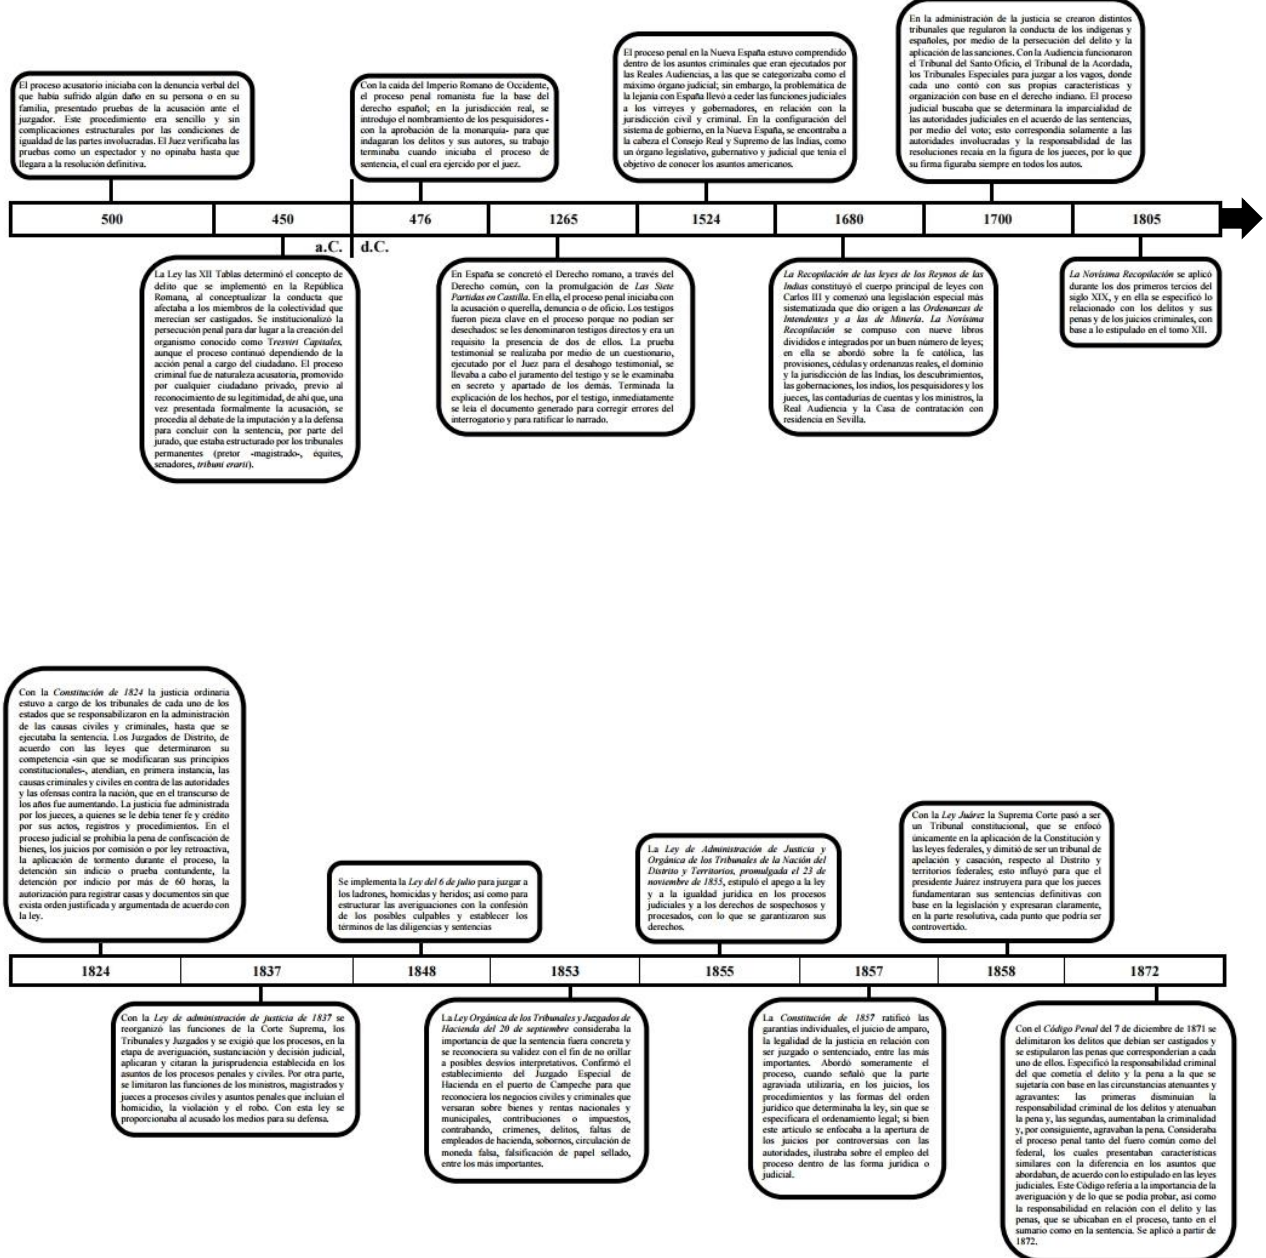 El proceso acusatorio iniciaba con la denuncia verbal del
que había sufrido algún daño en su persona o en su
familia, presentado pruebas de la acusación ante el
juzgador. Este procedimiento era sencillo y sin
complicaciones estructurales por las condiciones de
igualdad de las partes involucradas. El Juez verificaba las
pruebas como un espectador y no opinaba hasta que
llegara a la resolución definitiva.
Con la caída del Imperio Romano de Occidente,
el proceso penal romanista fue la base del
derecho español; en la jurisdicción real, se
introdujo el nombramiento de los pesquisidores -
con la aprobación de la monarquía- para que
indagaran los delitos y sus autores, su trabajo
terminaba cuando iniciaba el proceso de
sentencia, el cual era ejercido por el juez.
El proceso penal en la Nueva España estuvo comprendido
dentro de los asuntos criminales que eran ejecutados por
las Reales Audiencias, a las que se categorizaba como el
máximo órgano judicial; sin embargo, la problemática de
la lejanía con España llevó a ceder las funciones judiciales
a los virreyes y gobernadores, en relación con la
jurisdicción civil y criminal. En la configuración del
sistema de gobierno, en la Nueva España, se encontraba a
la cabeza el Consejo Real y Supremo de las Indias, como
un órgano legislativo, gubernativo y judicial que tenía el
objetivo de conocer los asuntos americanos.
En la administración de la justicia se crearon distintos
tribunales que regularon la conducta de los indígenas y
españoles, por medio de la persecución del delito y la
aplicación de las sanciones. Con la Audiencia funcionaron
el Tribunal del Santo Oficio, el Tribunal de la Acordada,
los Tribunales Especiales para juzgar a los vagos, donde
cada uno contó con sus propias características y
organización con base en el derecho indiano. El proceso
judicial buscaba que se determinara la imparcialidad de
las autoridades judiciales en el acuerdo de las sentencias,
por medio del voto; esto correspondía solamente a las
autoridades involucradas y la responsabilidad de las
resoluciones recaía en la figura de los jueces, por lo que
su firma figuraba siempre en todos los autos.
500 450 476 1265 1524 1680 1700 1805
a.C. d.C.
La Ley las XII Tablas determinó el concepto de
delito que se implementó en la República
Romana, al conceptualizar la conducta que
afectaba a los miembros de la colectividad que
merecían ser castigados. Se institucionalizó la
persecución penal para dar lugar a la creación del
organismo conocido como Tresviri Capitales,
aunque el proceso continuó dependiendo de la
acción penal a cargo del ciudadano. El proceso
criminal fue de naturaleza acusatoria, promovido
por cualquier ciudadano privado, previo al
reconocimiento de su legitimidad, de ahí que, una
vez presentada formalmente la acusación, se
procedía al debate de la imputación y a la defensa
para concluir con la sentencia, por parte del
jurado, que estaba estructurado por los tribunales
permanentes (pretor -magistrado-, équites,
senadores, tribuni erarii).
En España se concretó el Derecho romano, a través del
Derecho común, con la promulgación de Las Siete
Partidas en Castilla. En ella, el proceso penal iniciaba con
la acusación o querella, denuncia o de oficio. Los testigos
fueron pieza clave en el proceso porque no podían ser
desechados: se les denominaron testigos directos y era un
requisito la presencia de dos de ellos. La prueba
testimonial se realizaba por medio de un cuestionario,
ejecutado por el Juez para el desahogo testimonial, se
llevaba a cabo el juramento del testigo y se le examinaba
en secreto y apartado de los demás. Terminada la
explicación de los hechos, por el testigo, inmediatamente
se leía el documento generado para corregir errores del
interrogatorio y para ratificar lo narrado.
La Recopilación de las leyes de los Reynos de las
Indias constituyó el cuerpo principal de leyes con
Carlos III y comenzó una legislación especial más
sistematizada que dio origen a las Ordenanzas de
Intendentes y a las de Minería. La Novísima
Recopilación se compuso con nueve libros
divididos e integrados por un buen número de leyes;
en ella se abordó sobre la fe católica, las
provisiones, cédulas y ordenanzas reales, el dominio
y la jurisdicción de las Indias, los descubrimientos,
las gobernaciones, los indios, los pesquisidores y los
jueces, las contadurías de cuentas y los ministros, la
Real Audiencia y la Casa de contratación con
residencia en Sevilla.
La Novísima Recopilación se aplicó
durante los dos primeros tercios del
siglo XIX, y en ella se especificó lo
relacionado con los delitos y sus
penas y de los juicios criminales, con
base a lo estipulado en el tomo XII.
Con la Constitución de 1824 la justicia ordinaria
estuvo a cargo de los tribunales de cada uno de los
estados que se responsabilizaron en la administración
de las causas civiles y criminales, hasta que se
ejecutaba la sentencia. Los Juzgados de Distrito, de
acuerdo con las leyes que determinaron su
competencia -sin que se modificaran sus principios
constitucionales-, atendían, en primera instancia, las
causas criminales y civiles en contra de las autoridades
y las ofensas contra la nación, que en el transcurso de
los años fue aumentando. La justicia fue administrada
por los jueces, a quienes se le debía tener fe y crédito
por sus actos, registros y procedimientos. En el
proceso judicial se prohibía la pena de confiscación de
bienes, los juicios por comisión o por ley retroactiva,
la aplicación de tormento durante el proceso, la
detención sin indicio o prueba contundente, la
detención por indicio por más de 60 horas, la
autorización para registrar casas y documentos sin que
exista orden justificada y argumentada de acuerdo con
la ley.
Se implementa la Ley del 6 de julio para juzgar a
los ladrones, homicidas y heridos; así como para
estructurar las averiguaciones con la confesión
de los posibles culpables y establecer los
términos de las diligencias y sentencias
La Ley de Administración de Justicia y
Orgánica de los Tribunales de la Nación del
Distrito y Territorios, promulgada el 23 de
noviembre de 1855, estipuló el apego a la ley
y a la igualdad jurídica en los procesos
judiciales y a los derechos de sospechosos y
procesados, con lo que se garantizaron sus
derechos.
Con la Ley Juárez la Suprema Corte pasó a ser
un Tribunal constitucional, que se enfocó
únicamente en la aplicación de la Constitución y
las leyes federales, y dimitió de ser un tribunal de
apelación y casación, respecto al Distrito y
territorios federales; esto influyó para que el
presidente Juárez instruyera para que los jueces
fundamentaran sus sentencias definitivas con
base en la legislación y expresaran claramente,
en la parte resolutiva, cada punto que podría ser
controvertido.
1824 1837 1848 1853 1855 1857 1858 1872
Con la Ley de administración de justicia de 1837 se
reorganizó las funciones de la Corte Suprema, los
Tribunales y Juzgados y se exigió que los procesos, en la
etapa de averiguación, sustanciación y decisión judicial,
aplicaran y citaran la jurisprudencia establecida en los
asuntos de los procesos penales y civiles. Por otra parte,
se limitaron las funciones de los ministros, magistrados y
jueces a procesos civiles y asuntos penales que incluían el
homicidio, la violación y el robo. Con esta ley se
proporcionaba al acusado los medios para su defensa.
La Ley Orgánica de los Tribunales y Juzgados de
Hacienda del 20 de septiembre consideraba la
importancia de que la sentencia fuera concreta y
se reconociera su validez con el fin de no orillar
a posibles desvíos interpretativos. Confirmó el
establecimiento del Juzgado Especial de
Hacienda en el puerto de Campeche para que
reconociera los negocios civiles y criminales que
versaran sobre bienes y rentas nacionales y
municipales, contribuciones o impuestos,
contrabando, crímenes, delitos, faltas de
empleados de hacienda, sobornos, circulación de
moneda falsa, falsificación de papel sellado,
entre los más importantes.
La Constitución de 1857 ratificó las
garantías individuales, el juicio de amparo,
la legalidad de la justicia en relación con
ser juzgado o sentenciado, entre las más
importantes. Abordó someramente el
proceso, cuando señaló que la parte
agraviada utilizaría, en los juicios, los
procedimientos y las formas del orden
jurídico que determinaba la ley, sin que se
especificara el ordenamiento legal; si bien
este artículo se enfocaba a la apertura de
los juicios por controversias con las
autoridades, ilustraba sobre el empleo del
proceso dentro de las forma jurídica o
judicial.
Con el Código Penal del 7 de diciembre de 1871 se
delimitaron los delitos que debían ser castigados y
se estipularon las penas que corresponderían a cada
uno de ellos. Especificó la responsabilidad criminal
del que cometía el delito y la pena a la que se
sujetaría con base en las circunstancias atenuantes y
agravantes: las primeras disminuían la
responsabilidad criminal de los delitos y atenuaban
la pena y, las segundas, aumentaban la criminalidad
y, por consiguiente, agravaban la pena. Consideraba
el proceso penal tanto del fuero común como del
federal, los cuales presentaban características
similares con la diferencia en los asuntos que
abordaban, de acuerdo con lo estipulado en las leyes
judiciales. Este Código refería a la importancia de la
averiguación y de lo que se podía probar, así como
la responsabilidad en relación con el delito y las
penas, que se ubicaban en el proceso, tanto en el
sumario como en la sentencia. Se aplicó a partir de
1872.